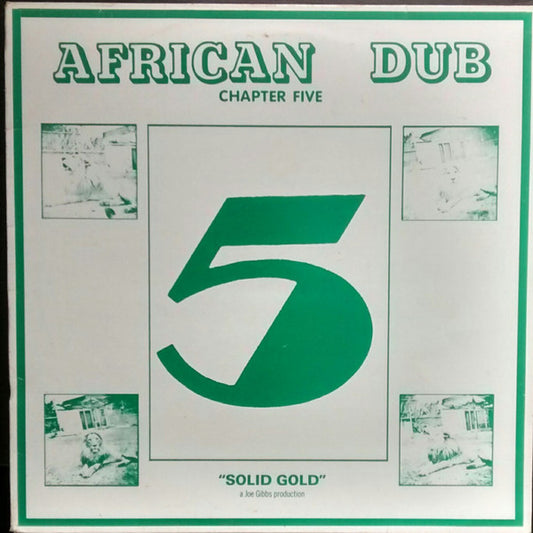 AFRICAN DUB
CHAPTER FIVE
5
"SOLID GOLD"
a Joe Gibbs production